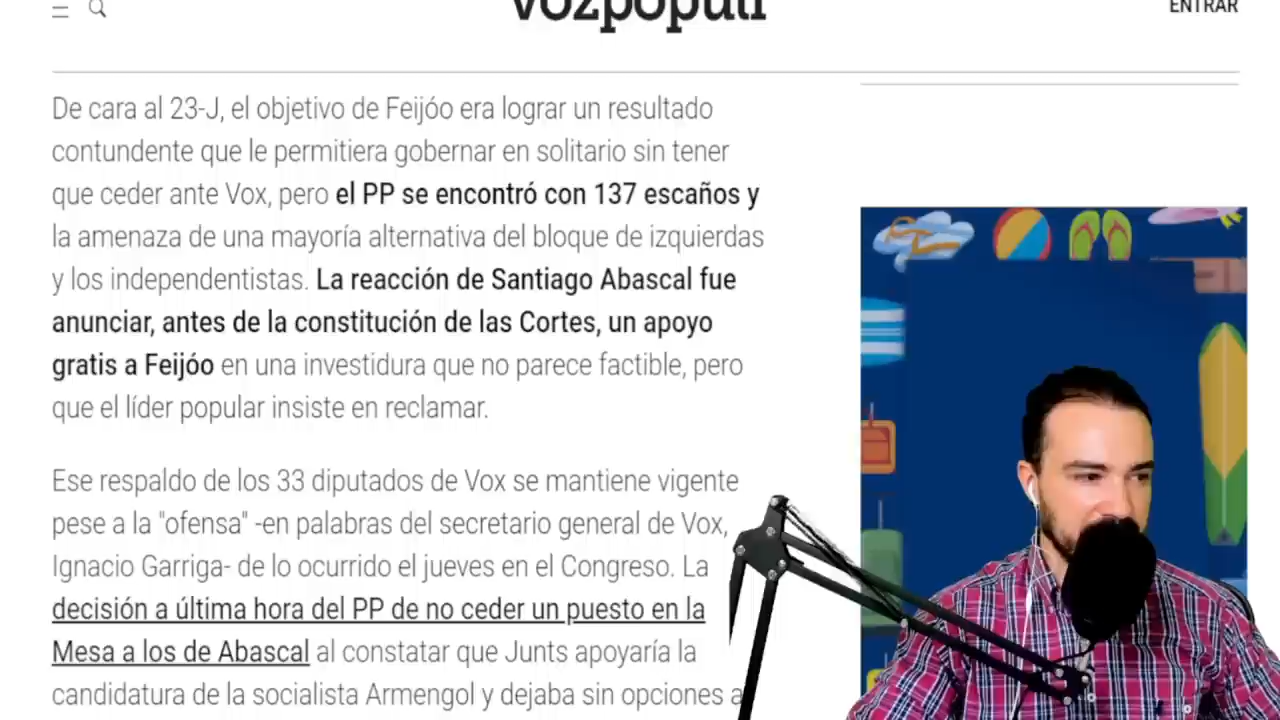 vozpópuli
ENTRAR
De cara al 23-J, el objetivo de Feijóo era lograr un resultado
contundente que le permitiera gobernar en solitario sin tener
que ceder ante Vox, pero el PP se encontró con 137 escaños y
la amenaza de una mayoría alternativa del bloque de izquierdas
y los independentistas. La reacción de Santiago Abascal fue
anunciar, antes de la constitución de las Cortes, un apoyo
gratis a Feijóo en una investidura que no parece factible, pero
que el líder popular insiste en reclamar.
Ese respaldo de los 33 diputados de Vox se mantiene vigente
pese a la "ofensa" -en palabras del secretario general de Vox,
Ignacio Garriga- de lo ocurrido el jueves en el Congreso. La
decisión a última hora del PP de no ceder un puesto en la
Mesa a los de Abascal al constatar que Junts apoyaría la
candidatura de la socialista Armengol y dejaba sin opciones a